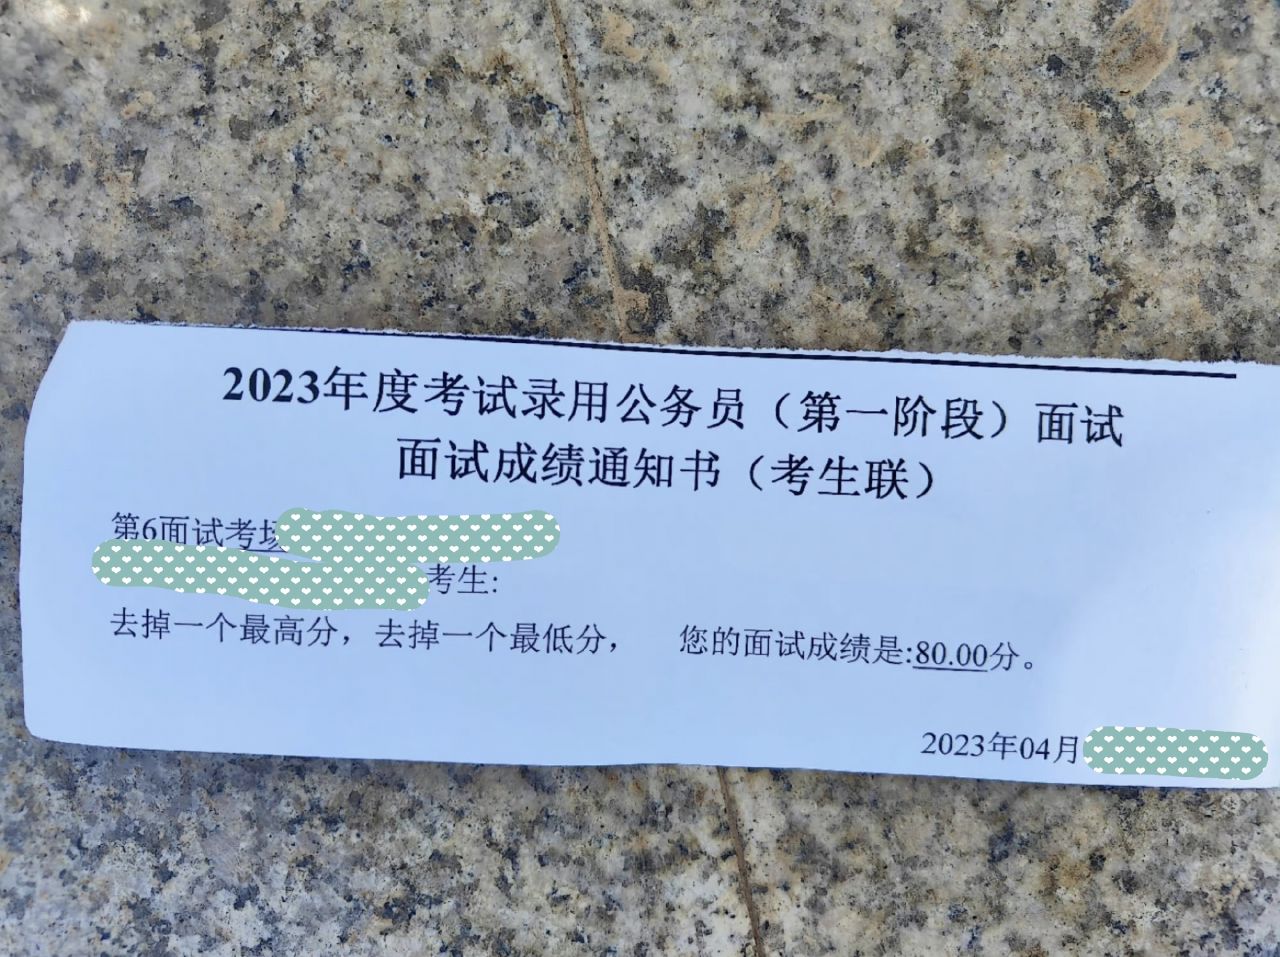 2023年度考试录用公务员（第一阶段）面试
面试成绩通知书（考生联）
第6面试考场
考生:
去掉一个最高分，去掉一个最低分， 您的面试成绩是:80.00分。
2023年04月